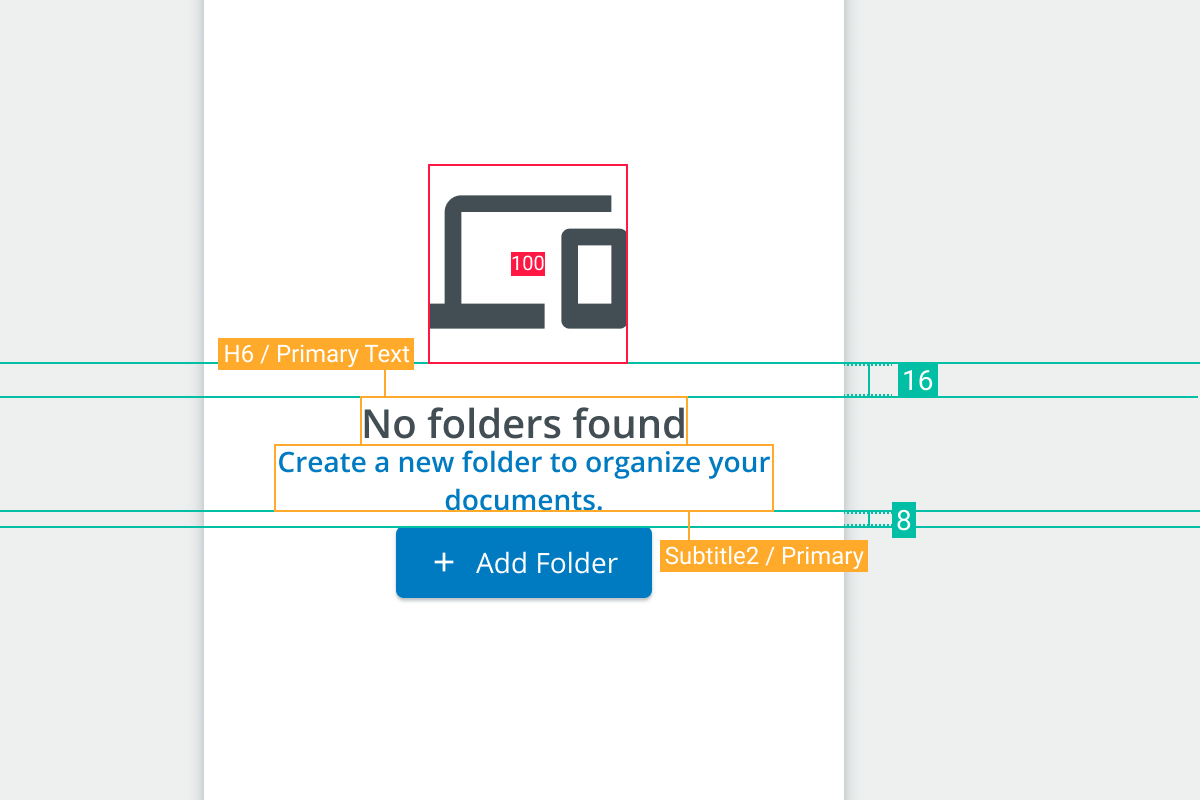 100
H6 / Primary Text
16
No folders found
Create a new folder to organize your
documents.
8
+ Add Folder
Subtitle2 / Primary